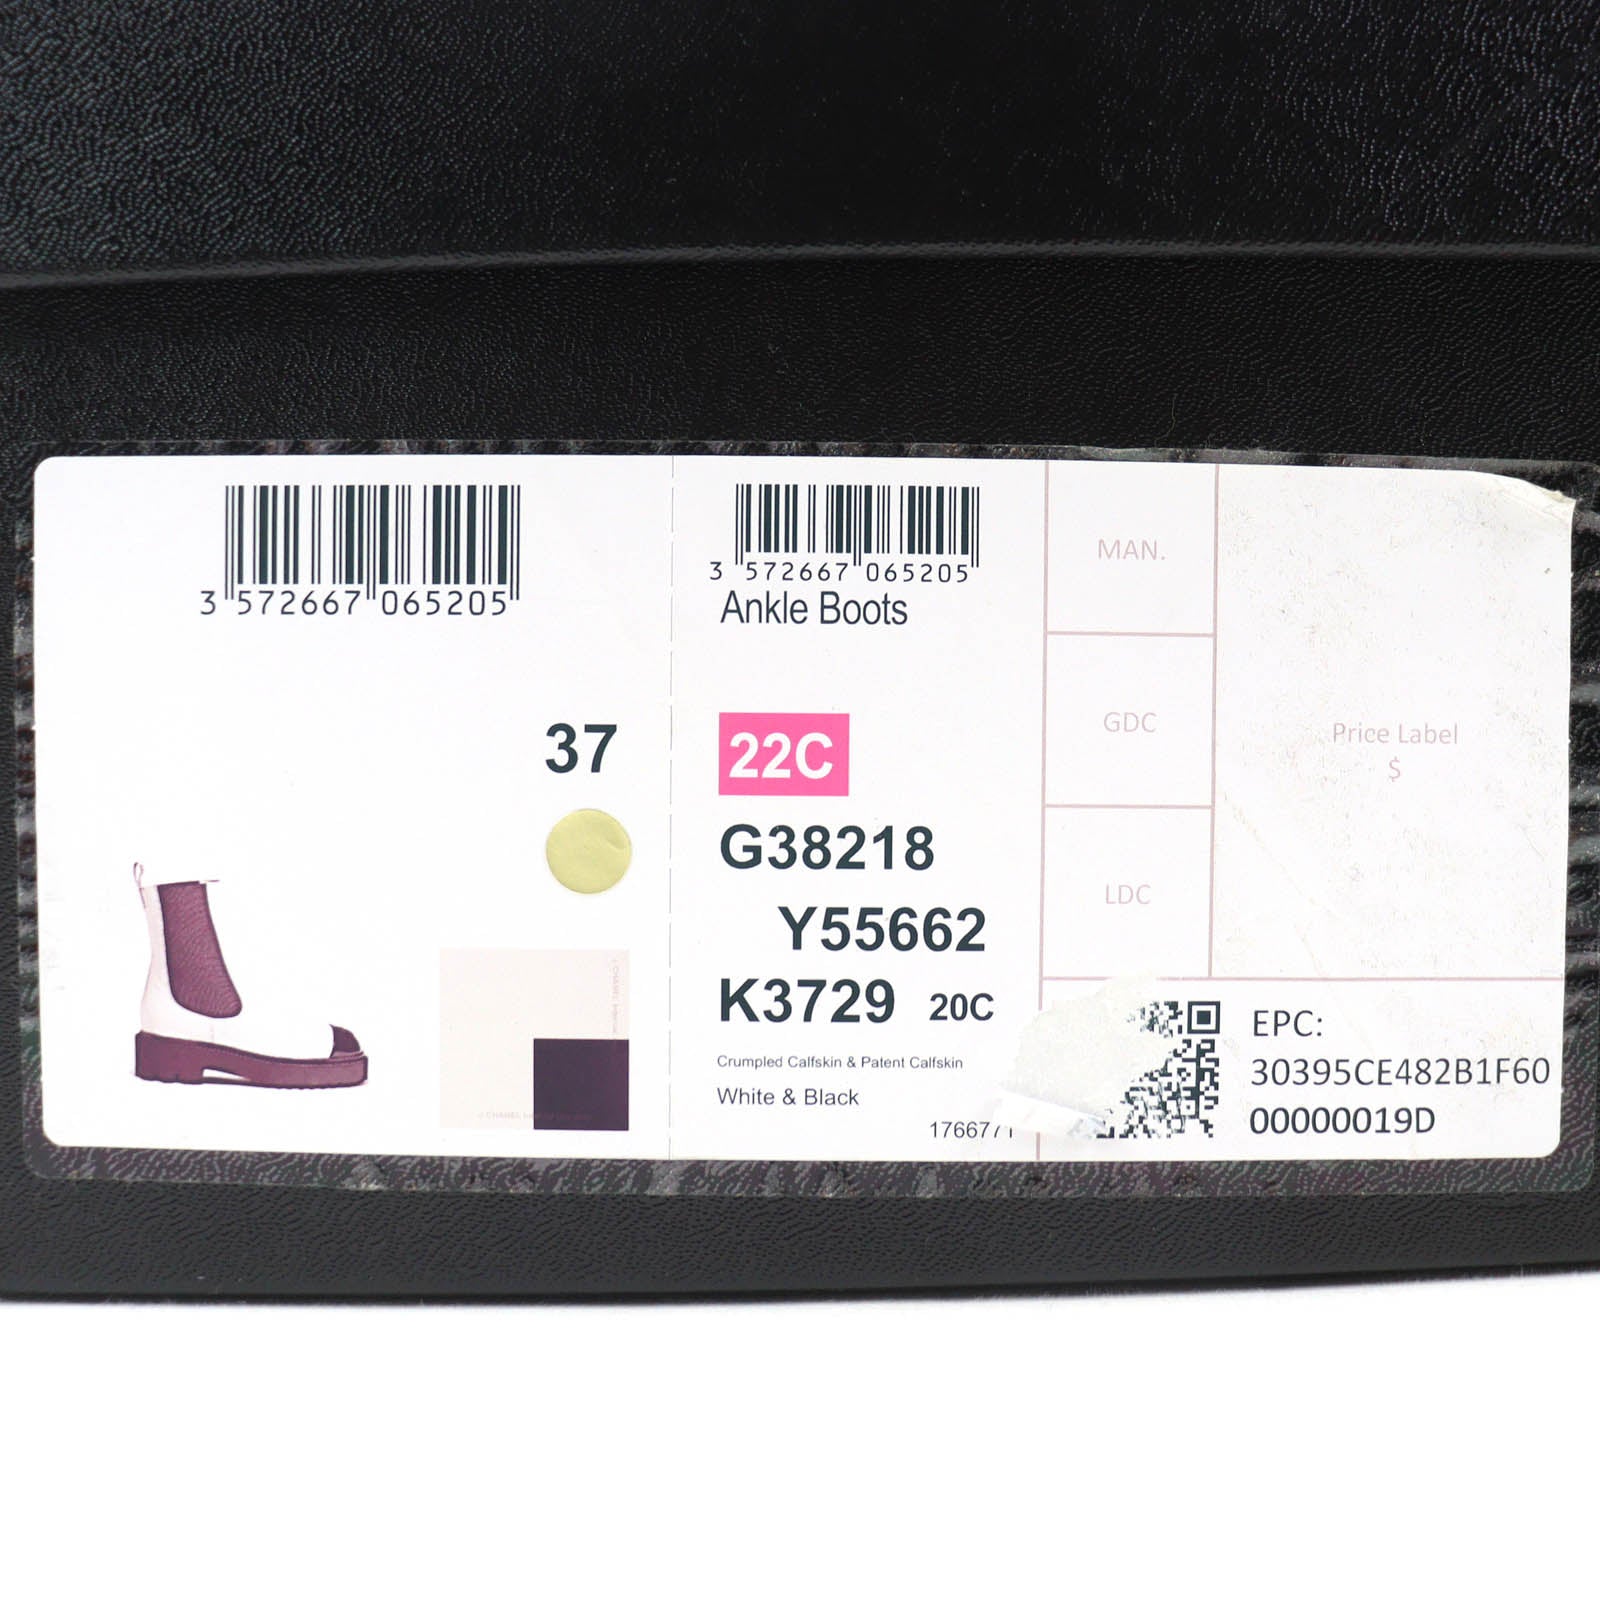 3 572667 065205
37
3 572667 065205
Ankle Boots
22C
G38218
Y55662
K3729 20C
Crumpled Calfskin & Patent Calfskin
White & Black
MAN.
GDC
LDC
Price Label
$
EPC:
30395CE482B1F60
00000019D